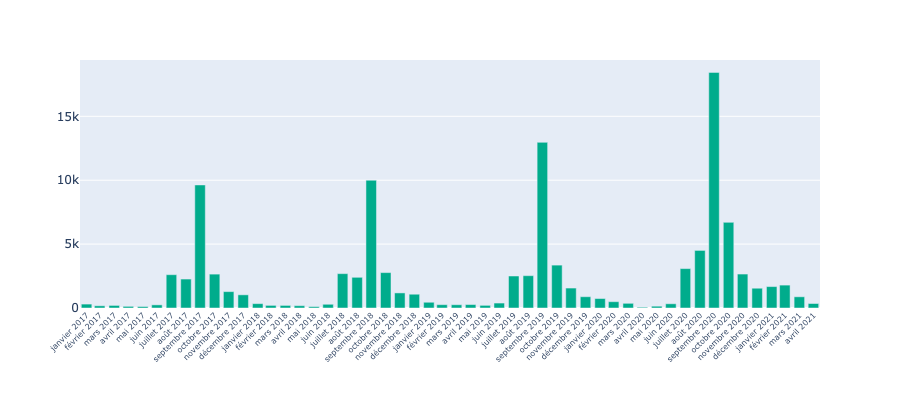 15k
10k
5k
0
janvier 2017
février 2017
mars 2017
avril 2017
mai 2017
juin 2017
juillet 2017
août 2017
septembre 2017
octobre 2017
novembre 2017
décembre 2017
janvier 2018
février 2018
mars 2018
avril 2018
mai 2018
juin 2018
juillet 2018
août 2018
septembre 2018
octobre 2018
novembre 2018
décembre 2018
janvier 2019
février 2019
mars 2019
avril 2019
mai 2019
juin 2019
juillet 2019
août 2019
septembre 2019
octobre 2019
novembre 2019
décembre 2019
janvier 2020
février 2020
mars 2020
avril 2020
mai 2020
juin 2020
juillet 2020
août 2020
septembre 2020
octobre 2020
novembre 2020
décembre 2020
janvier 2021
février 2021
mars 2021
avril 2021